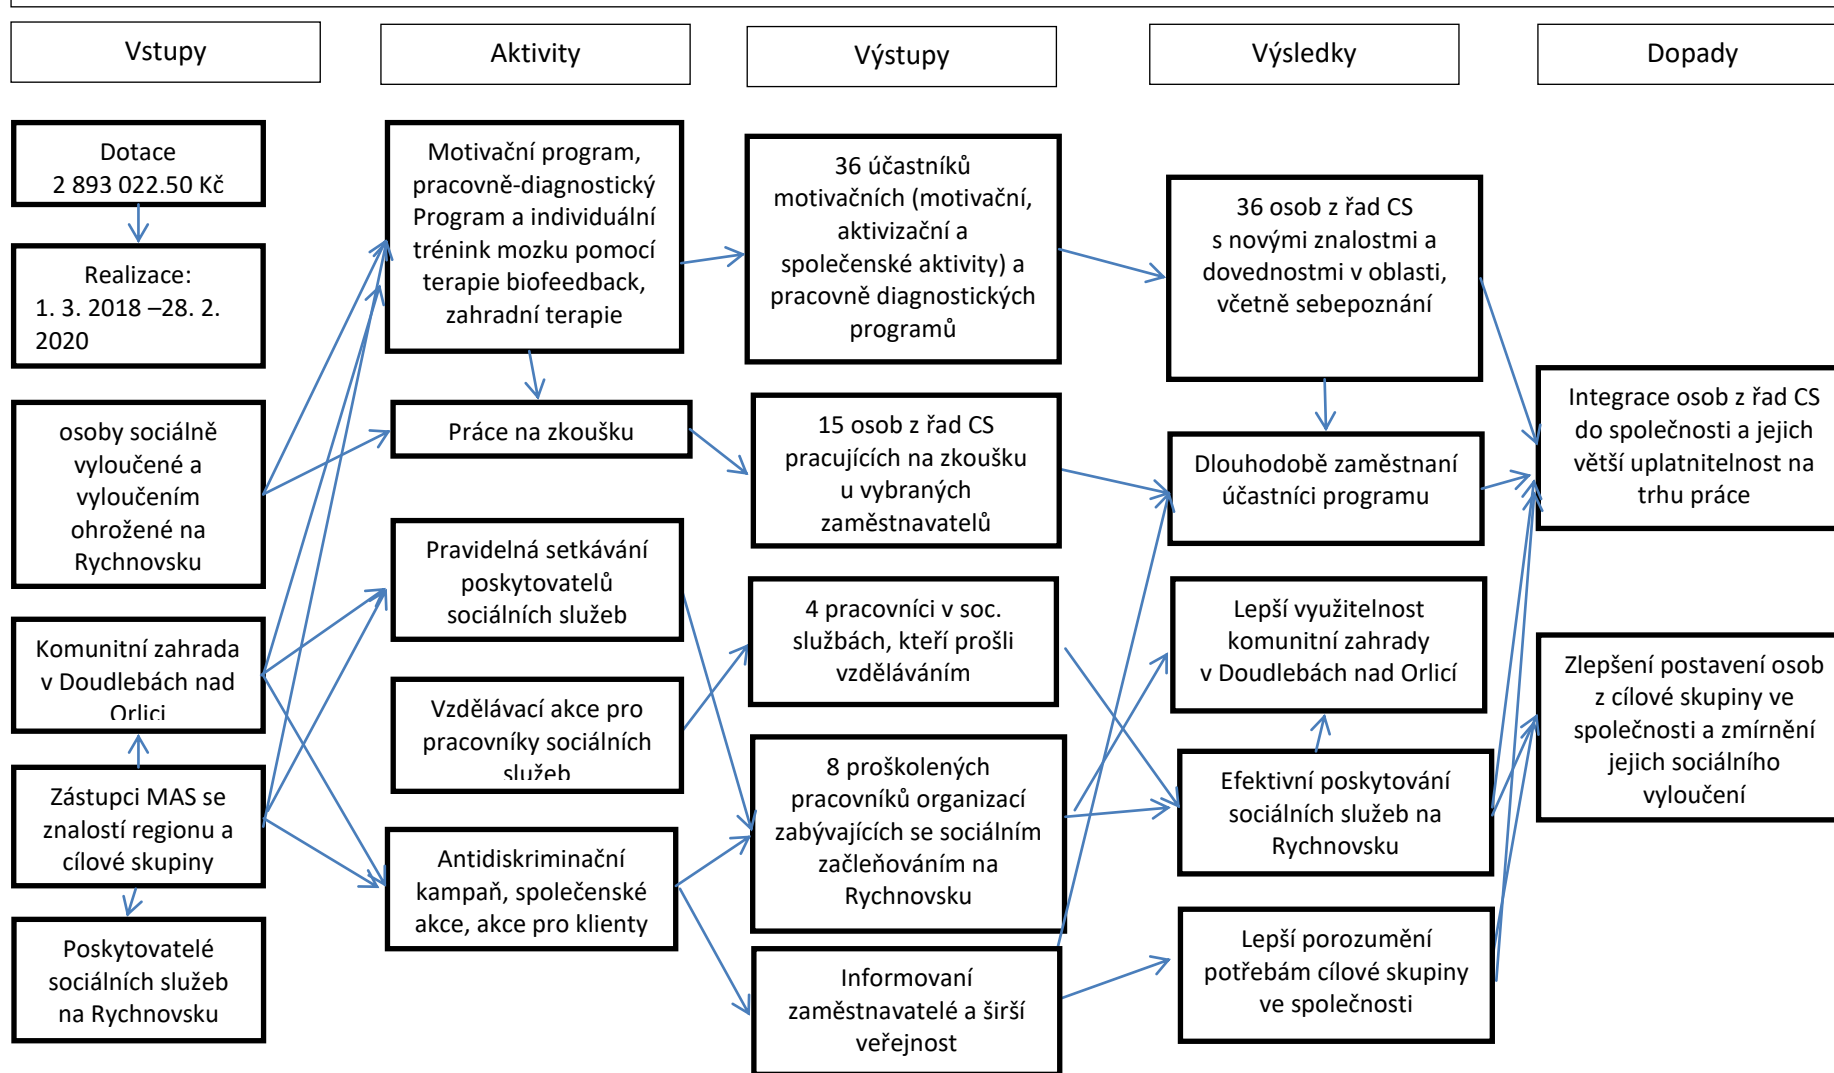 Vstupy
Aktivity
Výstupy
Výsledky
Dopady
Dotace
2 893 022.50 Kč
Realizace:
1. 3. 2018 –28. 2.
2020
osoby sociálně
vyloučené a
vyloučením
ohrožené na
Rychnovsku
Komunitní zahrada
v Doudlebách nad
Orlici
Zástupci MAS se
znalostí regionu a
cílové skupiny
Poskytovatelé
sociálních služeb
na Rychnovsku
Motivační program,
pracovně-diagnostický
Program a individuální
trénink mozku pomocí
terapie biofeedback,
zahradní terapie
Práce na zkoušku
Pravidelná setkávání
poskytovatelů
sociálních služeb
Vzdělávací akce pro
pracovníky sociálních
služeb
Antidiskriminační
kampaň, společenské
akce, akce pro klienty
36 účastníků
motivačních (motivační,
aktivizační a
společenské aktivity) a
pracovně diagnostických
programů
15 osob z řad CS
pracujících na zkoušku
u vybraných
zaměstnavatelů
4 pracovníci v soc.
službách, kteří prošli
vzděláváním
8 proškolených
pracovníků organizací
zabývajících se sociálním
začleňováním na
Rychnovsku
Informovaní
zaměstnavatelé a širší
veřejnost
36 osob z řad CS
s novými znalostmi a
dovednostmi v oblasti,
včetně sebepoznání
Dlouhodobě zaměstnaní
účastníci programu
Lepší využitelnost
komunitní zahrady
v Doudlebách nad Orlicí
Efektivní poskytování
sociálních služeb na
Rychnovsku
Lepší porozumění
potřebám cílové skupiny
ve společnosti
Integrace osob z řad CS
do společnosti a jejich
větší uplatnitelnost na
trhu práce
Zlepšení postavení osob
z cílové skupiny ve
společnosti a zmírnění
jejich sociálního
vyloučení